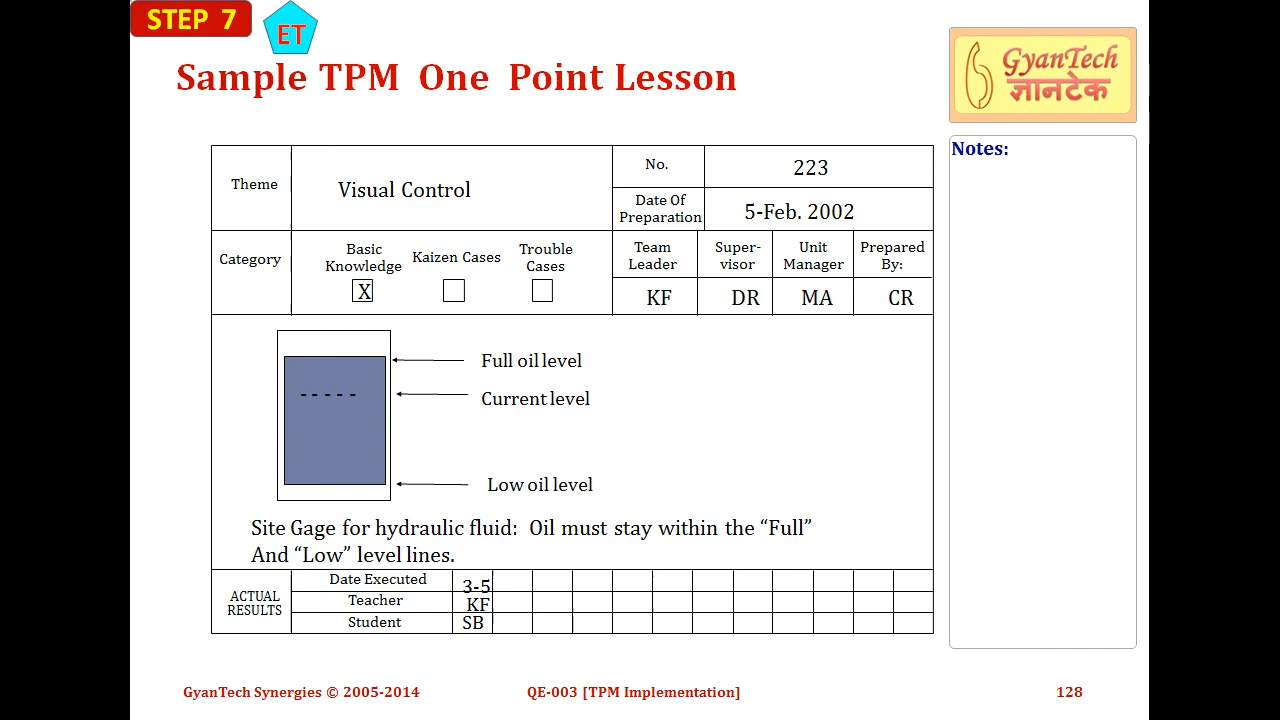 STEP 7
ET
Sample TPM One Point Lesson
GyanTech
ज्ञानटेक
Notes:
Theme
Visual Control
No.
223
Date Of
Preparation
5-Feb. 2002
Category
Basic
Knowledge
X
Kaizen Cases
Trouble
Cases
Team
Leader
Super-
visor
Unit
Manager
Prepared
By:
KF
DR
MA
CR
Full oil level
- - - - -
Current level
Low oil level
Site Gage for hydraulic fluid: Oil must stay within the “Full”
And “Low” level lines.
ACTUAL
RESULTS
Date Executed
3-5
Teacher
KF
Student
SB
GyanTech Synergies © 2005-2014
QE-003 [TPM Implementation]
128